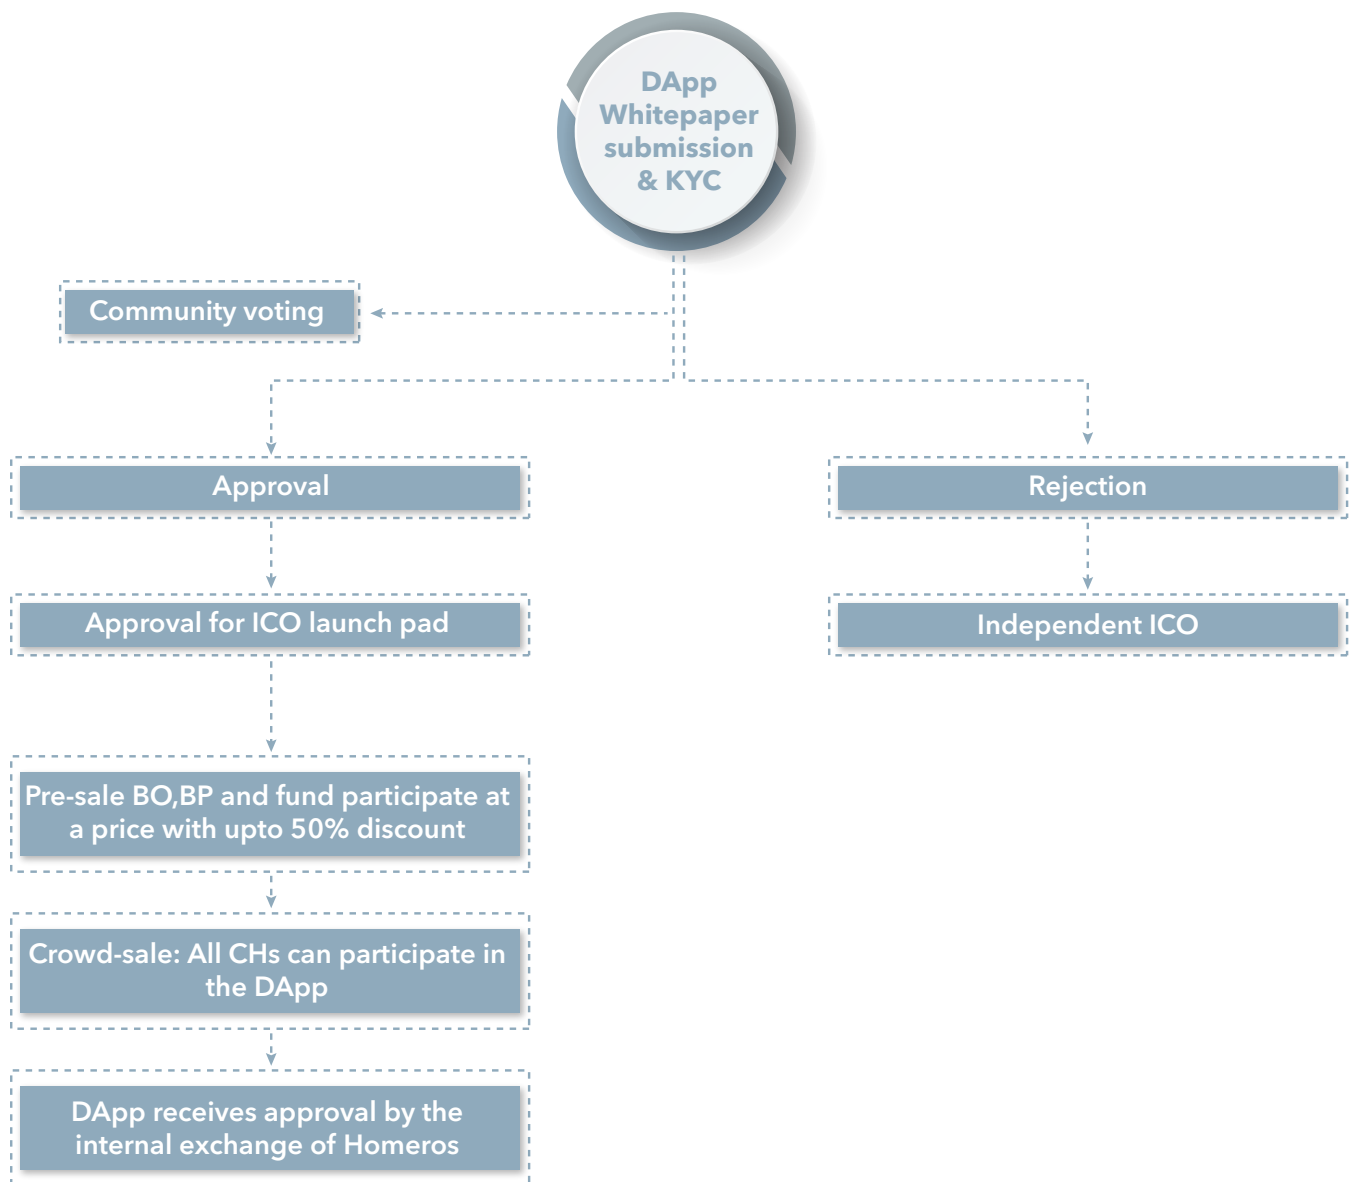 DApp
Whitepaper
submission
& KYC
Community voting
Approval
Rejection
Approval for ICO launch pad
Independent ICO
Pre-sale BO,BP and fund participate at
a price with upto 50% discount
Crowd-sale: All CHs can participate in
the DApp
DApp receives approval by the
internal exchange of Homeros